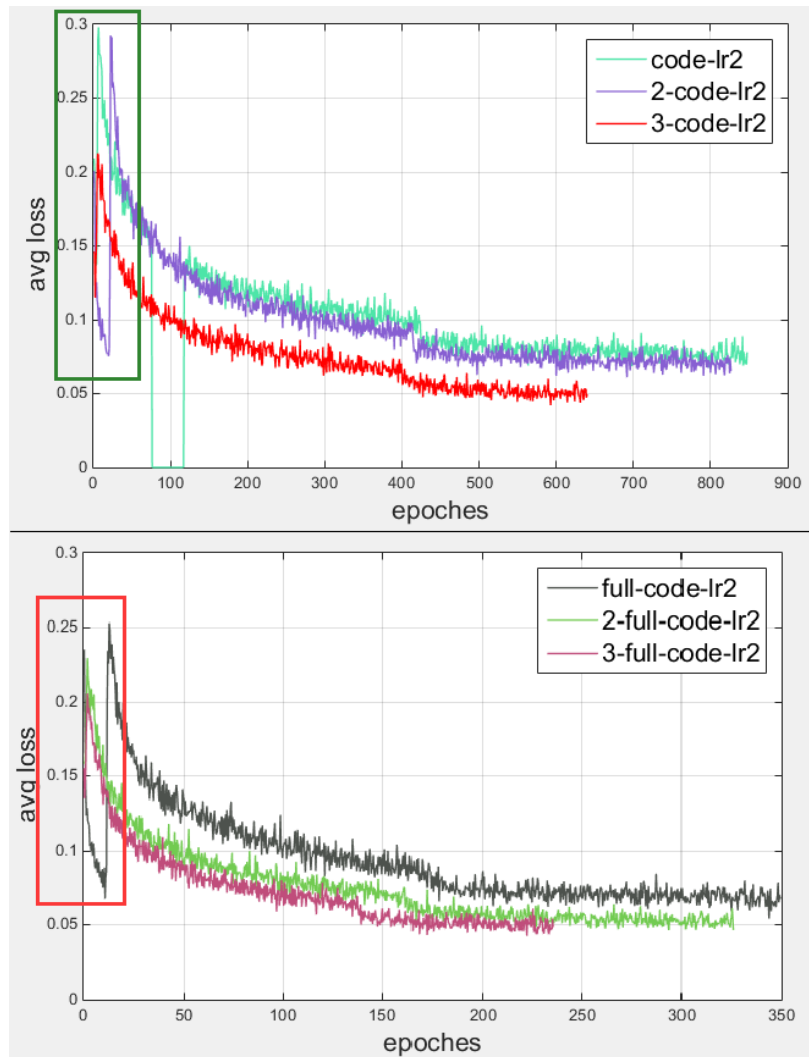 0.3
0.25
0.2
0.15
0.1
0.05
0
avg loss
code-lr2
2-code-lr2
3-code-lr2
0 100 200 300 400 500 600 700 800 900
epoches
0.3
0.25
0.2
0.15
0.1
0.05
0
avg loss
full-code-lr2
2-full-code-lr2
3-full-code-lr2
0 50 100 150 200 250 300 350
epoches